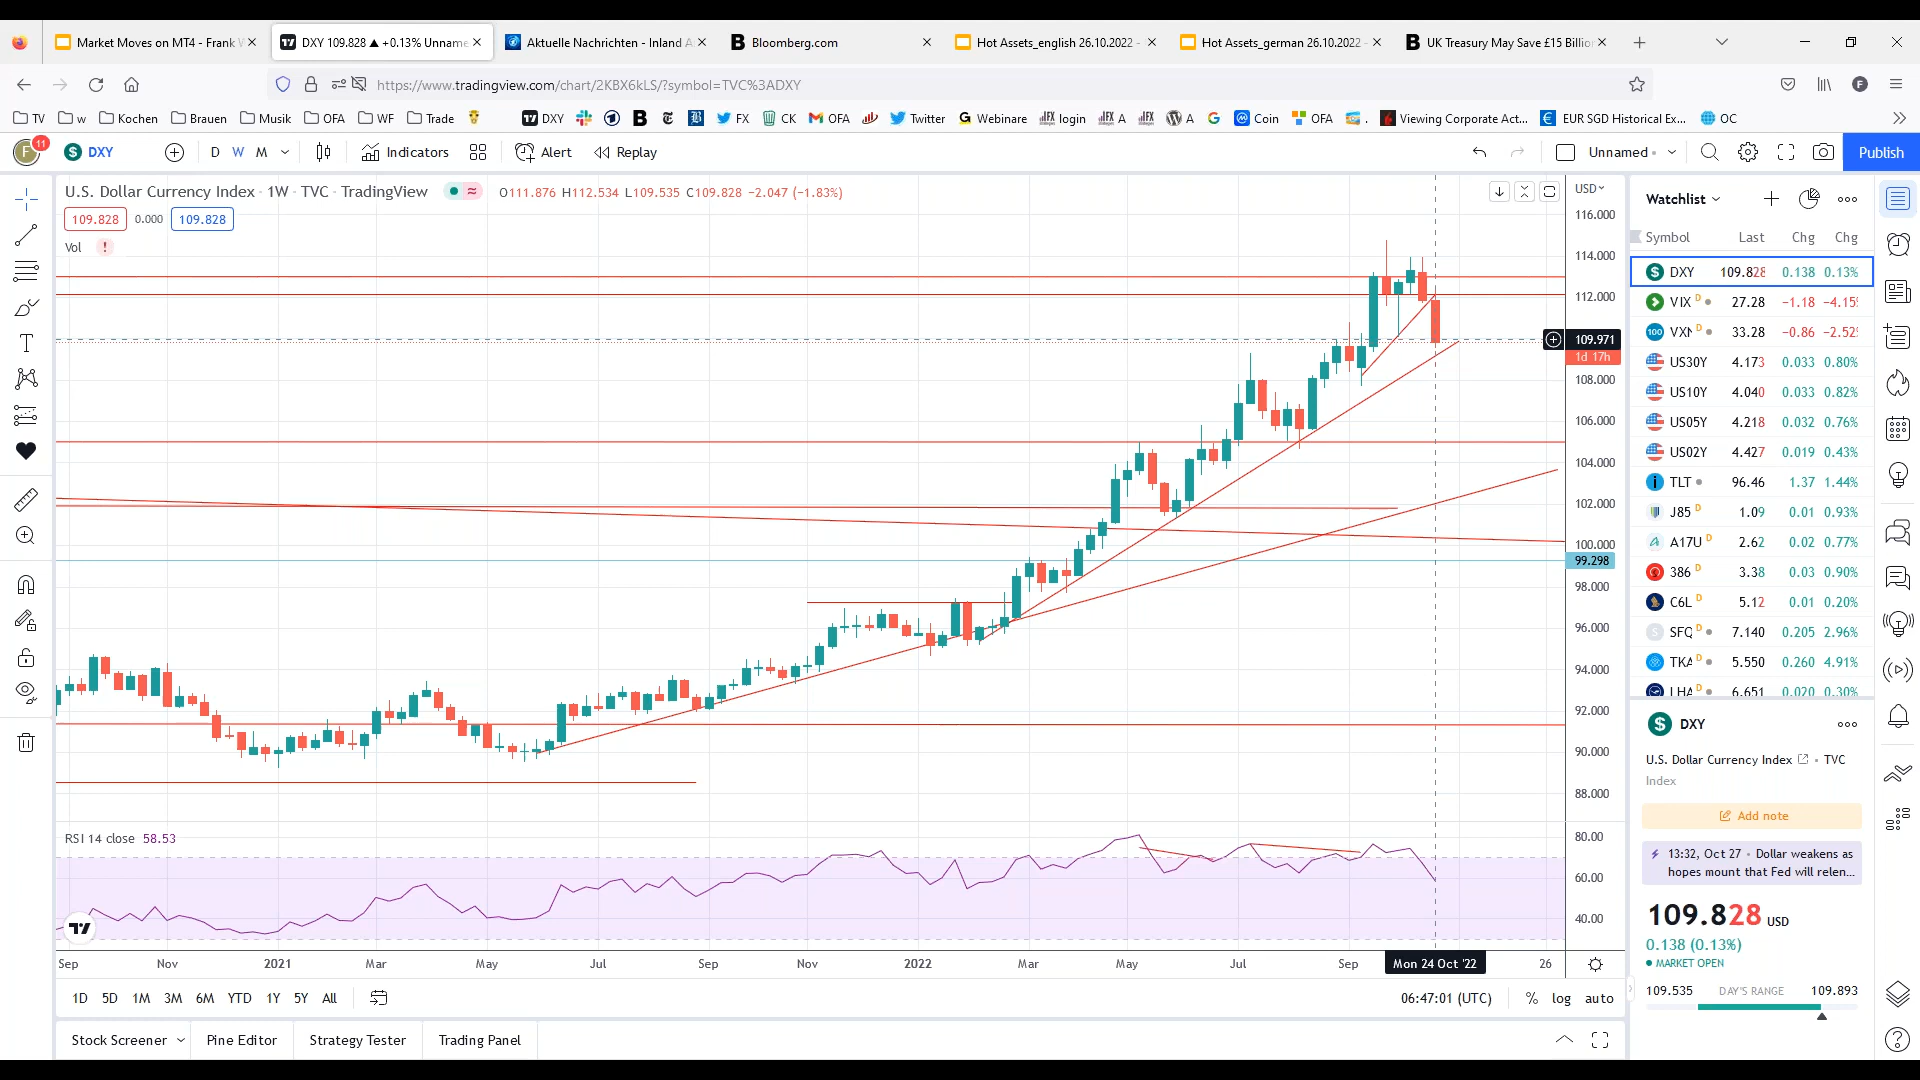 Market Moves on MT4 - Frank W
DXY 109.828 ▲ +0.13% Unname
Aktuelle Nachrichten - Inland A
Bloomberg.com
Hot Assets_english 26.10.2022 -
Hot Assets_german 26.10.2022 -
UK Treasury May Save £15 Billion
https://www.tradingview.com/chart/2KBX6kLS/?symbol=TVC%3ADXY
TV w Kochen Brauen Musik OFA WF Trade DXY FX CK OFA Twitter Webinare login A A Coin OFA . Viewing Corporate Act... EUR SGD Historical Ex... OC
F 11 DXY D W M Indicators Alert Replay Unnamed Publish
U.S. Dollar Currency Index · 1W · TVC · TradingView O111.876 H112.534 L109.535 C109.828 −2.047 (−1.83%)
109.828 0.000 109.828
Vol !
USD
116.000
114.000
112.000
109.971
1d 17h
108.000
106.000
104.000
102.000
100.000
99.298
98.000
96.000
94.000
92.000
90.000
88.000
RSI 14 close 58.53
80.00
60.00
40.00
Sep Nov 2021 Mar May Jul Sep Nov 2022 Mar May Jul Sep Mon 24 Oct '22 26
1D 5D 1M 3M 6M YTD 1Y 5Y All 06:47:01 (UTC) % log auto
Stock Screener Pine Editor Strategy Tester Trading Panel
Watchlist
Symbol Last Chg Chg
DXY 109.828 0.138 0.13%
VIX D 27.28 −1.18 −4.15
VXN D 33.28 −0.86 −2.52
US30Y 4.173 0.033 0.80%
US10Y 4.040 0.033 0.82%
US05Y 4.218 0.032 0.76%
US02Y 4.427 0.019 0.43%
TLT 96.46 1.37 1.44%
J85 D 1.09 0.01 0.93%
A17U D 2.62 0.02 0.77%
386 D 3.38 0.03 0.90%
C6L D 5.12 0.01 0.20%
SFQ D 7.140 0.205 2.96%
TKA D 5.550 0.260 4.91%
LHA D 6.651 0.020 0.30%
DXY
U.S. Dollar Currency Index • TVC
Index
Add note
13:32, Oct 27 • Dollar weakens as
hopes mount that Fed will relen...
109.828 USD
0.138 (0.13%)
MARKET OPEN
109.535 DAY'S RANGE 109.893